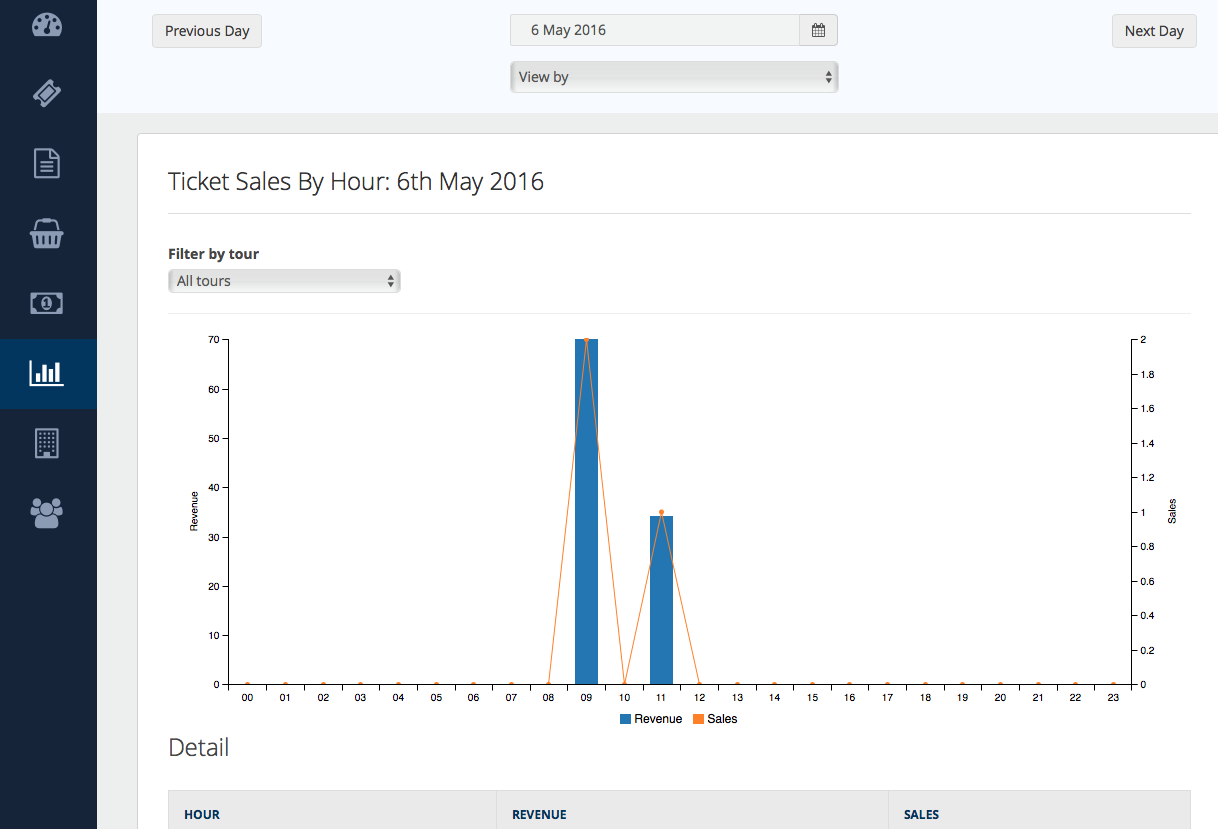 Previous Day
6 May 2016
Next Day
View by
Ticket Sales By Hour: 6th May 2016
Filter by tour
All tours
70
60
50
40
30
20
10
0
Revenue
2
1.8
1.6
1.4
1.2
1
0.8
0.6
0.4
0.2
0
Sales
00 01 02 03 04 05 06 07 08 09 10 11 12 13 14 15 16 17 18 19 20 21 22 23
Revenue Sales
Detail
HOUR REVENUE SALES